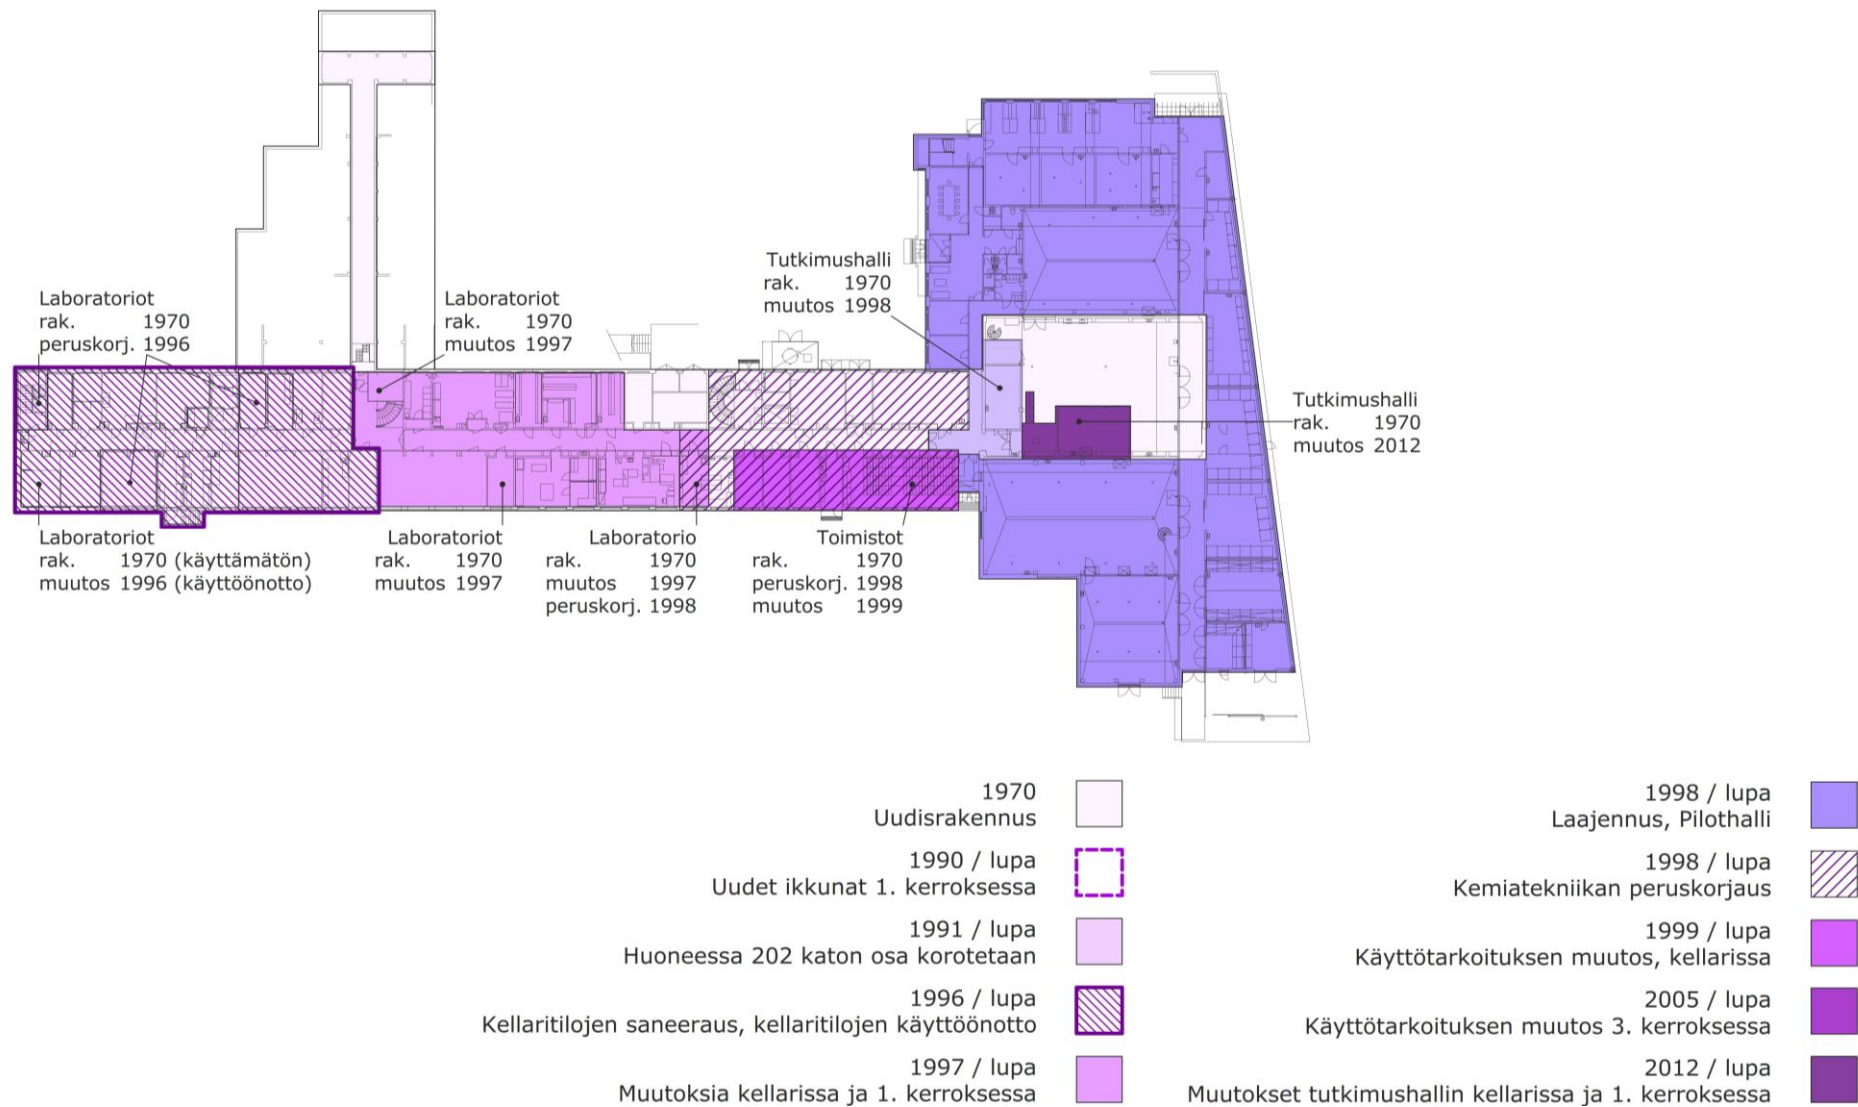 Tutkimushalli
rak. 1970
muutos 1998
Laboratoriot
rak. 1970
peruskorj. 1996
Laboratoriot
rak. 1970
muutos 1997
Tutkimushalli
rak. 1970
muutos 2012
Laboratoriot
rak. 1970 (käyttämätön)
muutos 1996 (käyttöönotto)
Laboratoriot
rak. 1970
muutos 1997
Laboratorio
rak. 1970
muutos 1997
peruskorj. 1998
Toimistot
rak. 1970
peruskorj. 1998
muutos 1999
1970
Uudisrakennus
1990 / lupa
Uudet ikkunat 1. kerroksessa
1991 / lupa
Huoneessa 202 katon osa korotetaan
1996 / lupa
Kellaritilojen saneeraus, kellaritilojen käyttöönotto
1997 / lupa
Muutoksia kellarissa ja 1. kerroksessa
1998 / lupa
Laajennus, Pilothalli
1998 / lupa
Kemiatekniikan peruskorjaus
1999 / lupa
Käyttötarkoituksen muutos, kellarissa
2005 / lupa
Käyttötarkoituksen muutos 3. kerroksessa
2012 / lupa
Muutokset tutkimushallin kellarissa ja 1. kerroksessa